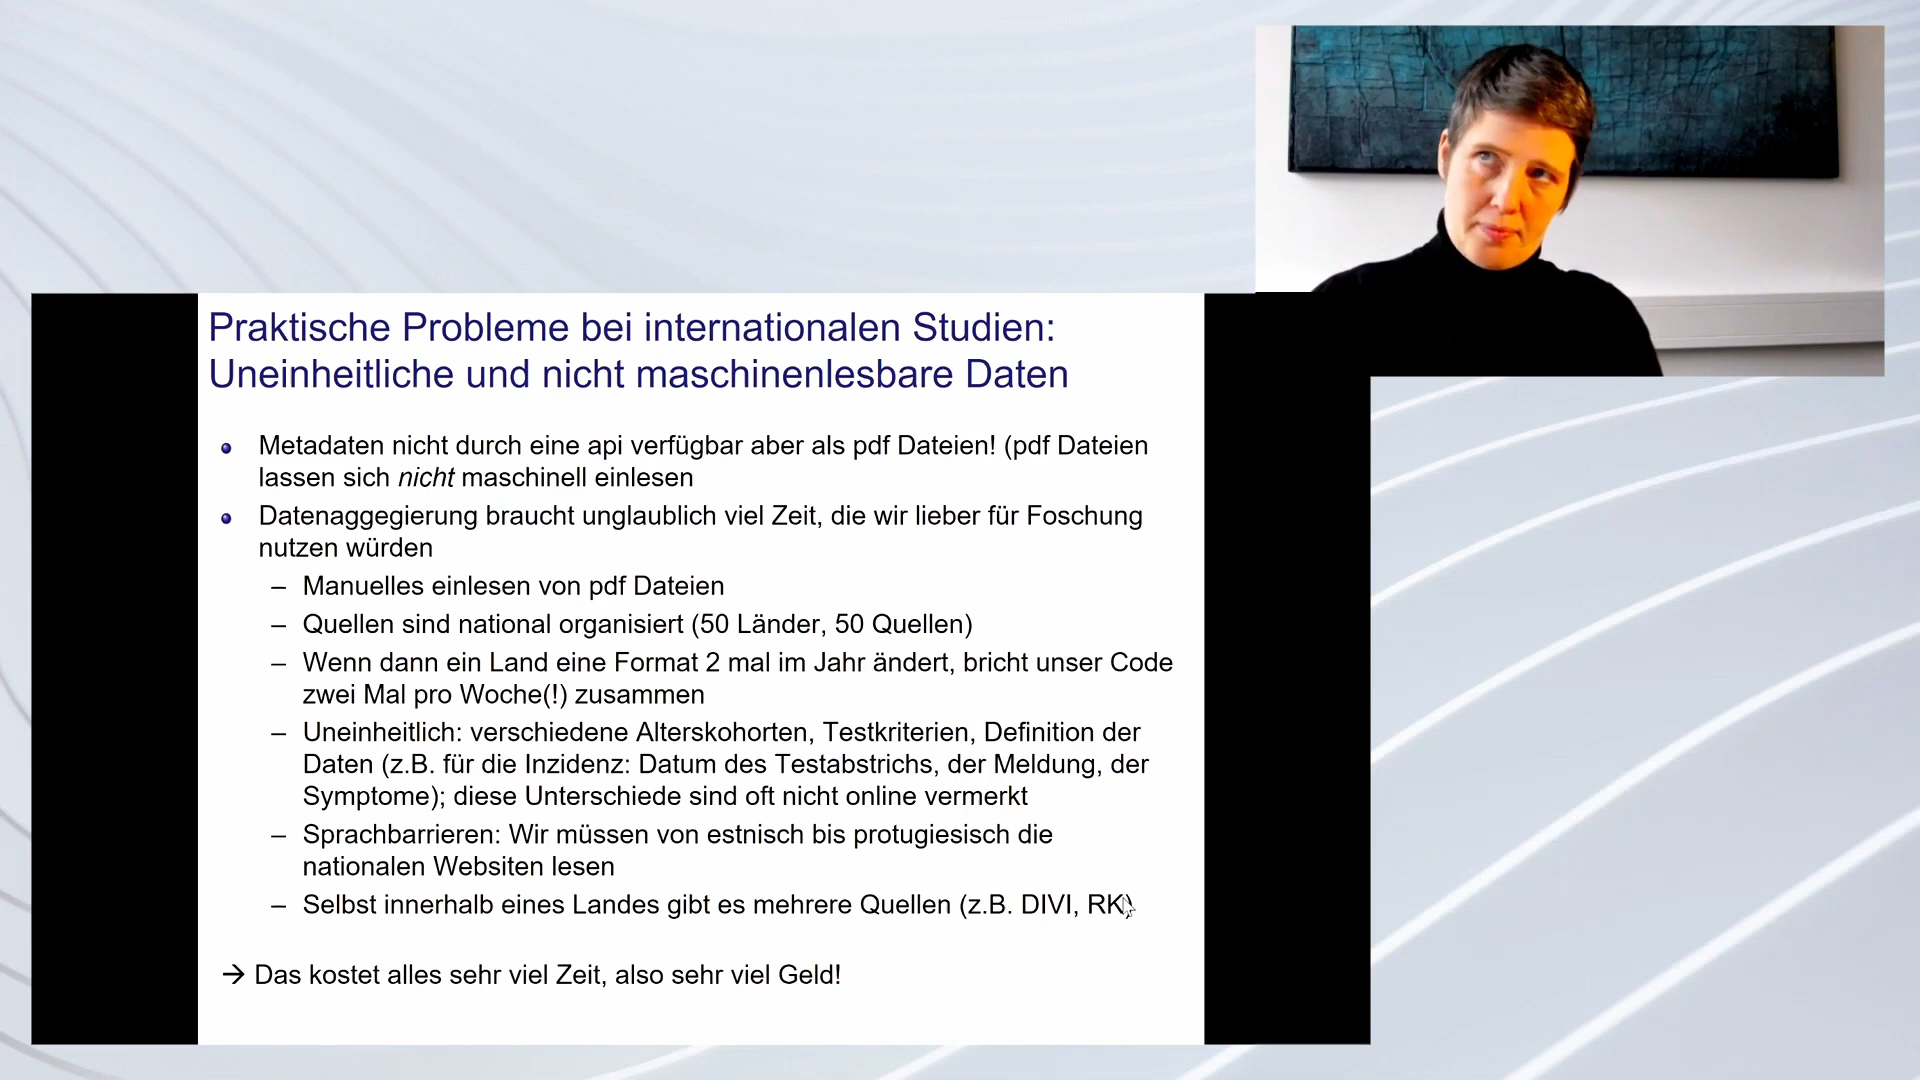 Praktische Probleme bei internationalen Studien:
Uneinheitliche und nicht maschinenlesbare Daten
Metadaten nicht durch eine api verfügbar aber als pdf Dateien! (pdf Dateien
lassen sich nicht maschinell einlesen
Datenaggegierung braucht unglaublich viel Zeit, die wir lieber für Foschung
nutzen würden
– Manuelles einlesen von pdf Dateien
– Quellen sind national organisiert (50 Länder, 50 Quellen)
– Wenn dann ein Land eine Format 2 mal im Jahr ändert, bricht unser Code
zwei Mal pro Woche(!) zusammen
– Uneinheitlich: verschiedene Alterskohorten, Testkriterien, Definition der
Daten (z.B. für die Inzidenz: Datum des Testabstrichs, der Meldung, der
Symptome); diese Unterschiede sind oft nicht online vermerkt
– Sprachbarrieren: Wir müssen von estnisch bis protugiesisch die
nationalen Websiten lesen
– Selbst innerhalb eines Landes gibt es mehrere Quellen (z.B. DIVI,
→ Das kostet alles sehr viel Zeit, also sehr viel Geld!